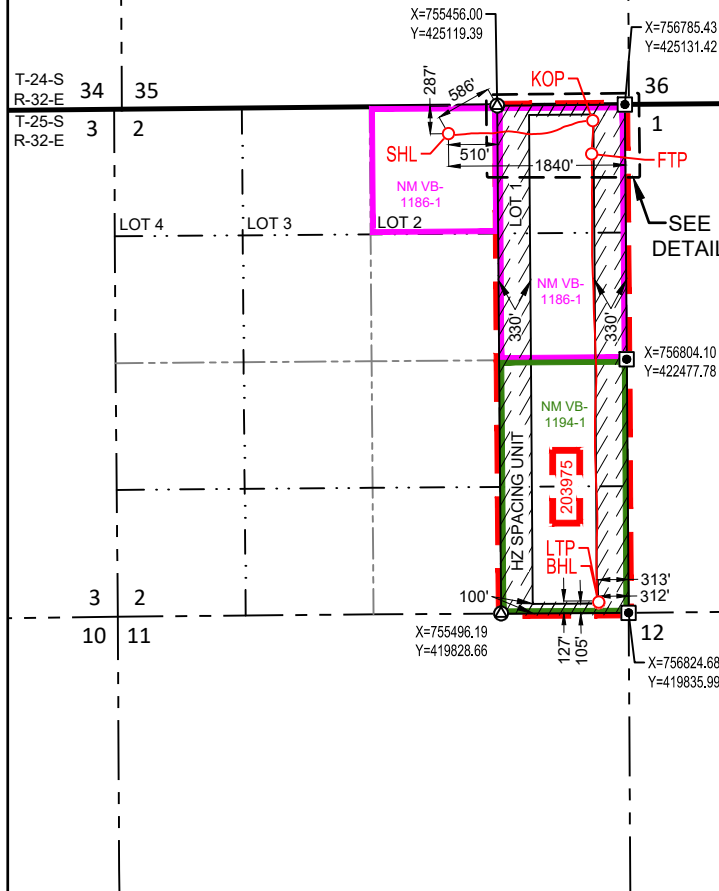 X=755456.00
Y=425119.39
X=756785.43
Y=425131.42
T-24-S
R-32-E
34 35
36
T-25-S
R-32-E
3 2
1
287'
586'
KOP
SHL
510'
1840'
FTP
NM VB-
1186-1
LOT 1
SEE
DETAIL
LOT 4
LOT 3
LOT 2
NM VB-
1186-1
330'
330'
X=756804.10
Y=422477.78
NM VB-
1194-1
HZ SPACING UNIT
203975
LTP
BHL
313'
312'
100'
3 2
10 11
12
127'
105'
X=755496.19
Y=419828.66
X=756824.68
Y=419835.99